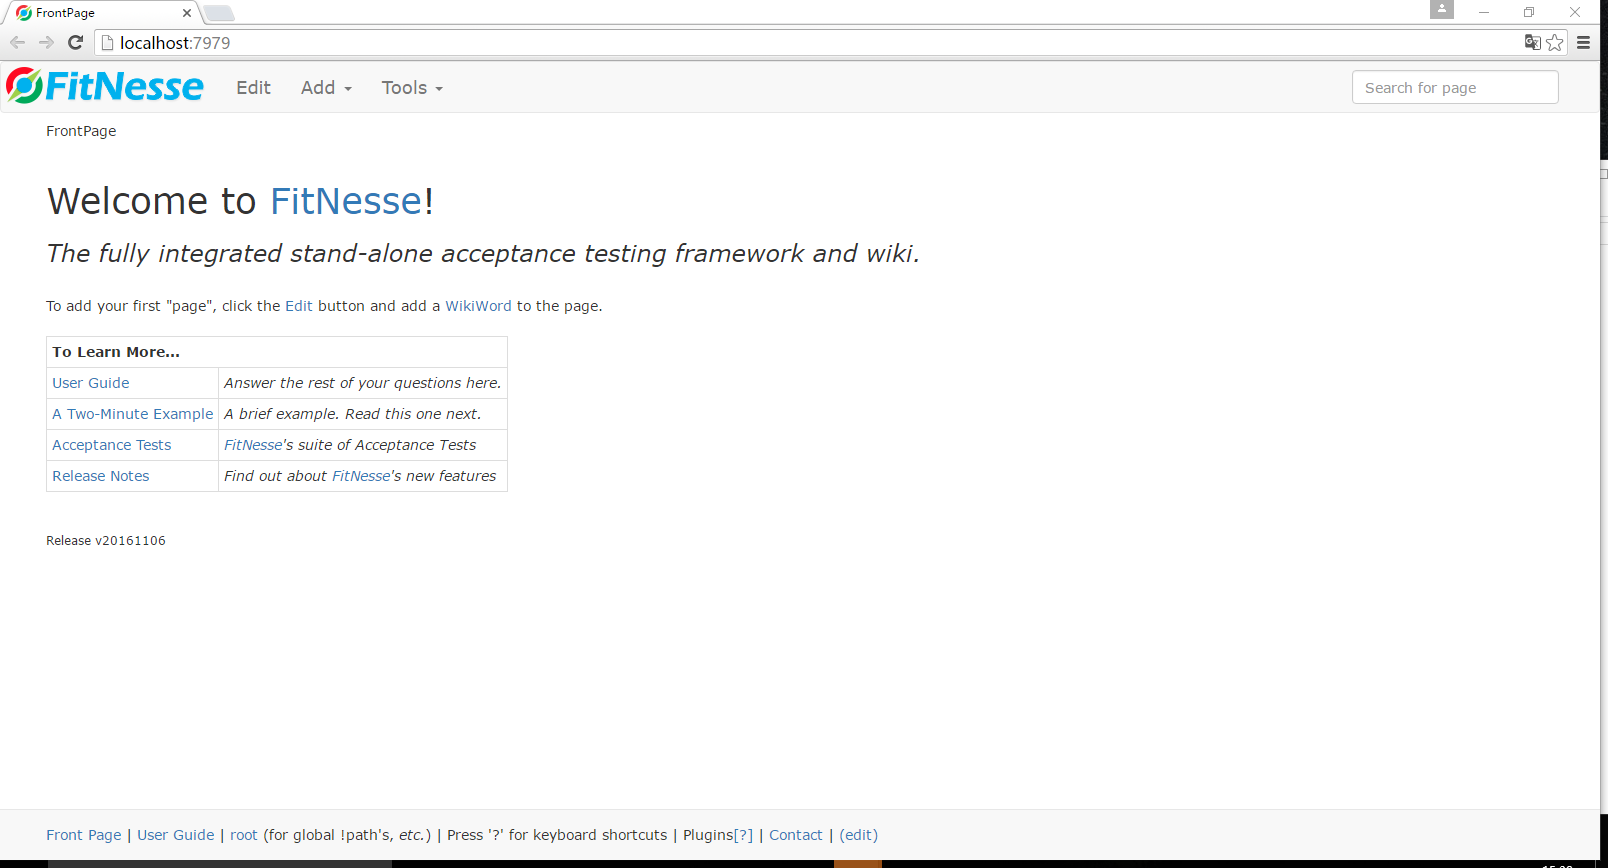 FrontPage
localhost:7979
FitNesse Edit Add Tools Search for page
FrontPage
Welcome to FitNesse!
The fully integrated stand-alone acceptance testing framework and wiki.
To add your first "page", click the Edit button and add a WikiWord to the page.
To Learn More...
User Guide Answer the rest of your questions here.
A Two-Minute Example A brief example. Read this one next.
Acceptance Tests FitNesse's suite of Acceptance Tests
Release Notes Find out about FitNesse's new features
Release v20161106
Front Page | User Guide | root (for global !path's, etc.) | Press '?' for keyboard shortcuts | Plugins[?] | Contact | (edit)